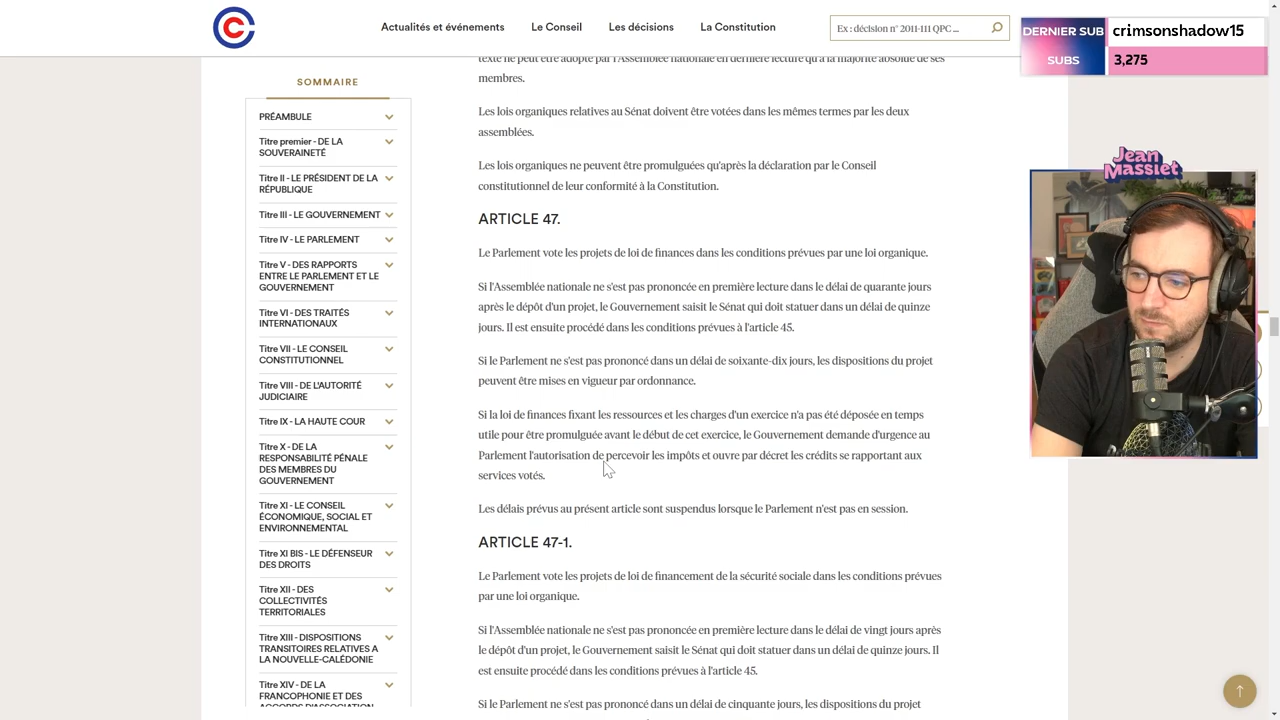 Actualités et événements
Le Conseil
Les décisions
La Constitution
Ex : décision n° 2011-111 QPC ...
DERNIER SUB
crimsonshadow15
SUBS
3,275
Jean
Massiet
SOMMAIRE
PRÉAMBULE
Titre premier - DE LA
SOUVERAINETÉ
Titre II - LE PRÉSIDENT DE LA
RÉPUBLIQUE
Titre III - LE GOUVERNEMENT
Titre IV - LE PARLEMENT
Titre V - DES RAPPORTS
ENTRE LE PARLEMENT ET LE
GOUVERNEMENT
Titre VI - DES TRAITÉS
INTERNATIONAUX
Titre VII - LE CONSEIL
CONSTITUTIONNEL
Titre VIII - DE L'AUTORITÉ
JUDICIAIRE
Titre IX - LA HAUTE COUR
Titre X - DE LA
RESPONSABILITÉ PÉNALE
DES MEMBRES DU
GOUVERNEMENT
Titre XI - LE CONSEIL
ÉCONOMIQUE, SOCIAL ET
ENVIRONNEMENTAL
Titre XI BIS - LE DÉFENSEUR
DES DROITS
Titre XII - DES
COLLECTIVITÉS
TERRITORIALES
Titre XIII - DISPOSITIONS
TRANSITOIRES RELATIVES A
LA NOUVELLE-CALÉDONIE
Titre XIV - DE LA
FRANCOPHONIE ET DES
ACCORDS D'ASSOCIATION
texte ne peut être adopté par l'Assemblée nationale en dernière lecture qu'à la majorité absolue de ses
membres.
Les lois organiques relatives au Sénat doivent être votées dans les mêmes termes par les deux
assemblées.
Les lois organiques ne peuvent être promulguées qu'après la déclaration par le Conseil
constitutionnel de leur conformité à la Constitution.
ARTICLE 47.
Le Parlement vote les projets de loi de finances dans les conditions prévues par une loi organique.
Si l'Assemblée nationale ne s'est pas prononcée en première lecture dans le délai de quarante jours
après le dépôt d'un projet, le Gouvernement saisit le Sénat qui doit statuer dans un délai de quinze
jours. Il est ensuite procédé dans les conditions prévues à l'article 45.
Si le Parlement ne s'est pas prononcé dans un délai de soixante-dix jours, les dispositions du projet
peuvent être mises en vigueur par ordonnance.
Si la loi de finances fixant les ressources et les charges d'un exercice n'a pas été déposée en temps
utile pour être promulguée avant le début de cet exercice, le Gouvernement demande d'urgence au
Parlement l'autorisation de percevoir les impôts et ouvre par décret les crédits se rapportant aux
services votés.
Les délais prévus au présent article sont suspendus lorsque le Parlement n'est pas en session.
ARTICLE 47-1.
Le Parlement vote les projets de loi de financement de la sécurité sociale dans les conditions prévues
par une loi organique.
Si l'Assemblée nationale ne s'est pas prononcée en première lecture dans le délai de vingt jours après
le dépôt d'un projet, le Gouvernement saisit le Sénat qui doit statuer dans un délai de quinze jours. Il
est ensuite procédé dans les conditions prévues à l'article 45.
Si le Parlement ne s'est pas prononcé dans un délai de cinquante jours, les dispositions du projet